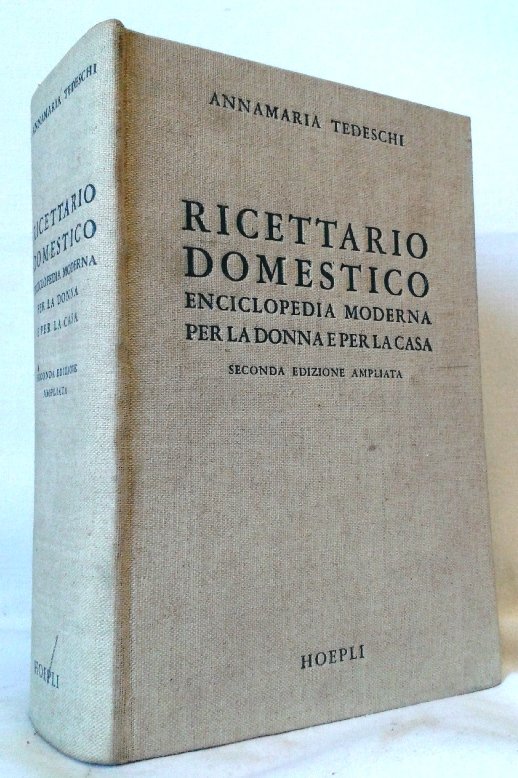 ANNAMARIA TEDESCHI
RICETTARIO
DOMESTICO
ENCICLOPEDIA MODERNA
PER LA DONNA
E PER LA CASA
SECONDA EDIZIONE
AMPLIATA
HOEPLI
ANNAMARIA TEDESCHI
RICETTARIO
DOMESTICO
ENCICLOPEDIA MODERNA
PER LA DONNA E PER LA CASA
SECONDA EDIZIONE AMPLIATA
HOEPLI